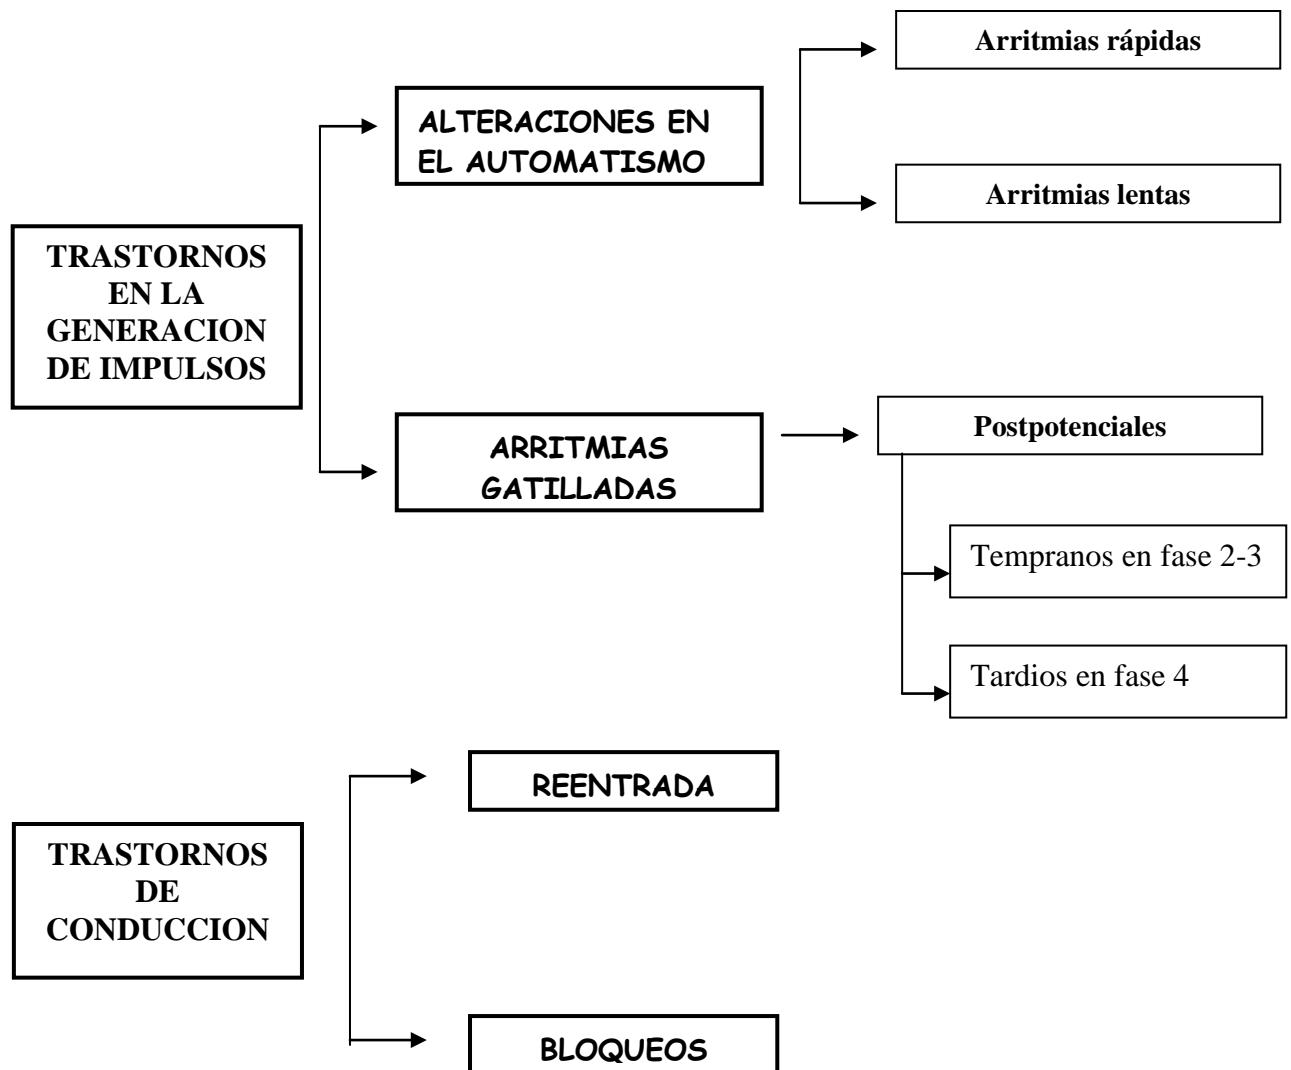 Arritmias rápidas
ALTERACIONES EN
EL AUTOMATISMO
Arritmias lentas
TRASTORNOS
EN LA
GENERACION
DE IMPULSOS
ARRITMIAS
GATILLADAS
Postpotenciales
Tempranos en fase 2-3
Tardios en fase 4
REENTRADA
TRASTORNOS
DE
CONDUCCION
BLOQUEOS